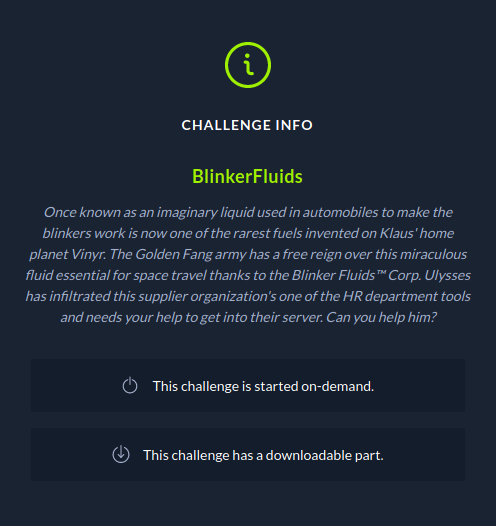 CHALLENGE INFO
BlinkerFluids
Once known as an imaginary liquid used in automobiles to make the
blinkers work is now one of the rarest fuels invented on Klaus' home
planet Vinyr. The Golden Fang army has a free reign over this miraculous
fluid essential for space travel thanks to the Blinker Fluids™ Corp. Ulysses
has infiltrated this supplier organization's one of the HR department tools
and needs your help to get into their server. Can you help him?
This challenge is started on-demand.
This challenge has a downloadable part.